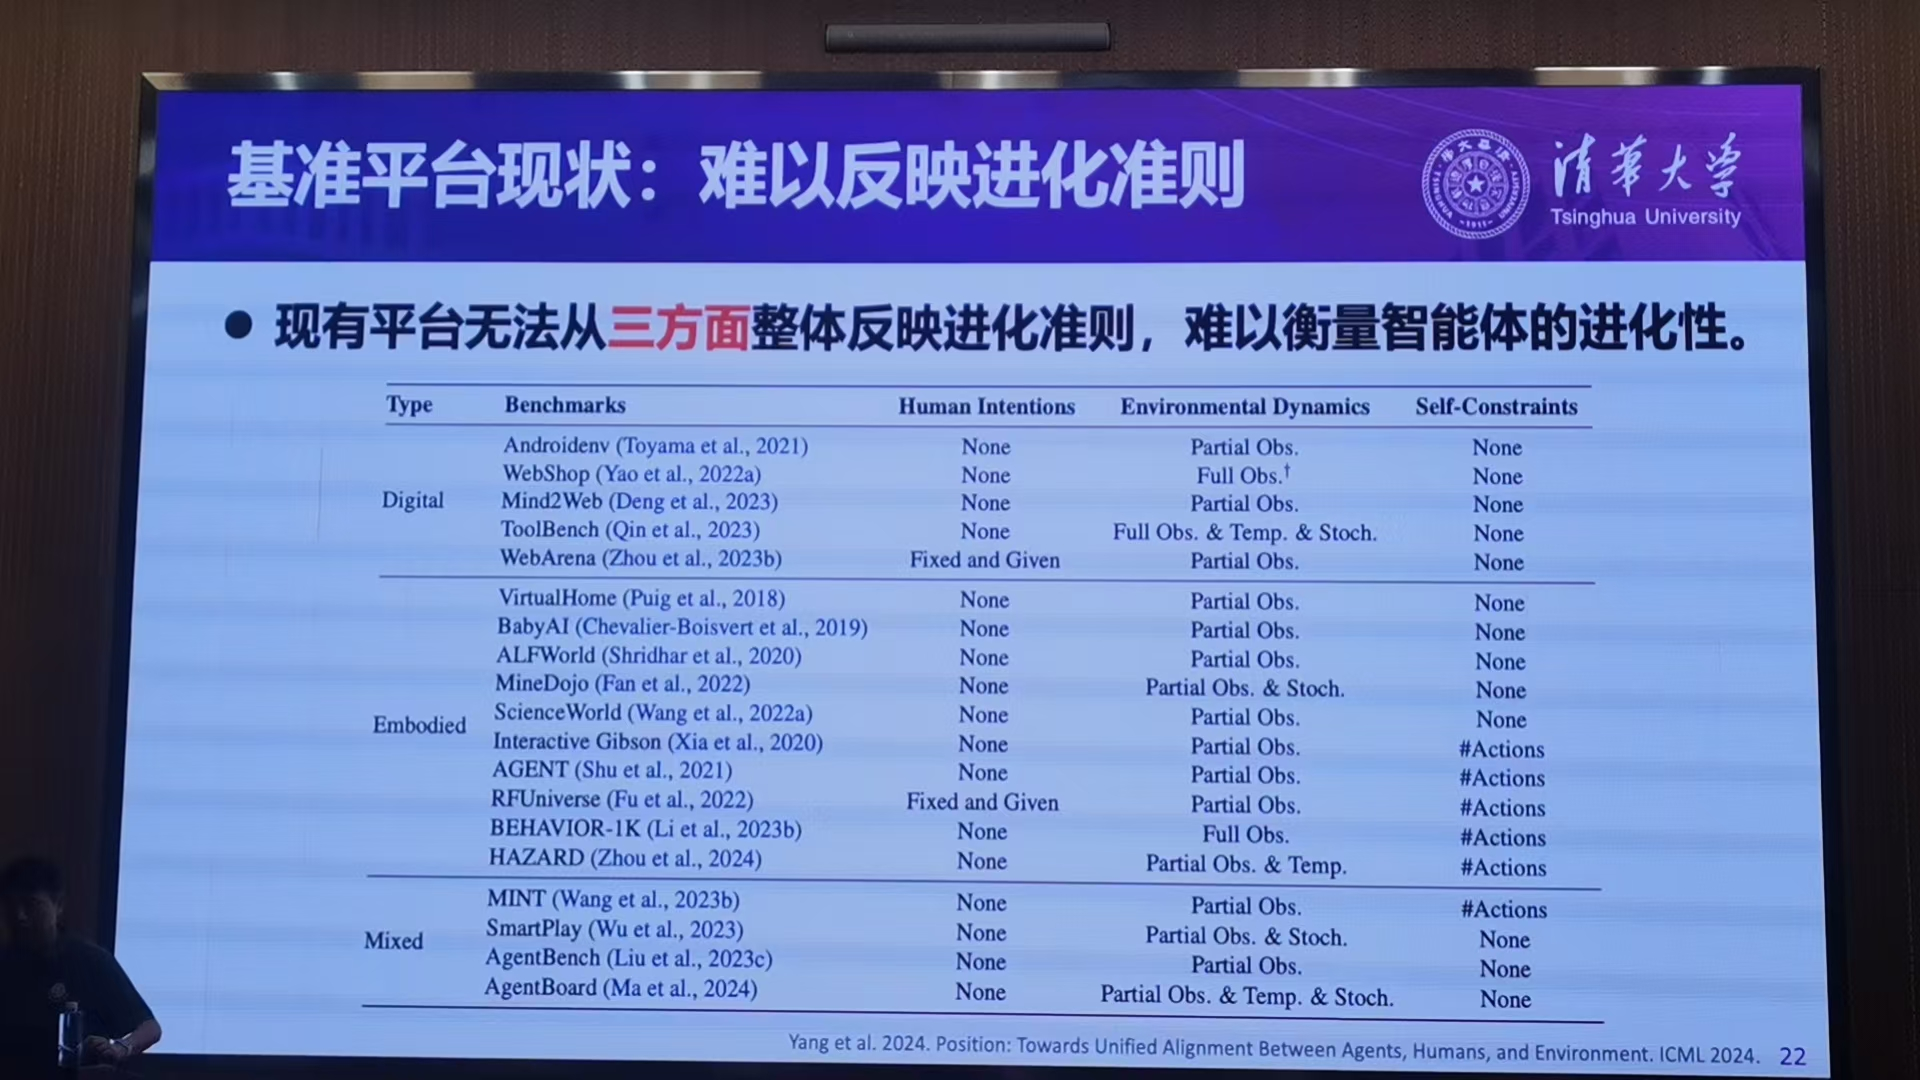 基准平台现状：难以反映进化准则
清华大学
Tsinghua University
● 现有平台无法从三方面整体反映进化准则，难以衡量智能体的进化性。
Type Benchmarks Human Intentions Environmental Dynamics Self-Constraints
Digital
Androidenv (Toyama et al., 2021) None Partial Obs. None
WebShop (Yao et al., 2022a) None Full Obs.† None
Mind2Web (Deng et al., 2023) None Partial Obs. None
ToolBench (Qin et al., 2023) None Full Obs. & Temp. & Stoch. None
WebArena (Zhou et al., 2023b) Fixed and Given Partial Obs. None
Embodied
VirtualHome (Puig et al., 2018) None Partial Obs. None
BabyAI (Chevalier-Boisvert et al., 2019) None Partial Obs. None
ALFWorld (Shridhar et al., 2020) None Partial Obs. None
MineDojo (Fan et al., 2022) None Partial Obs. & Stoch. None
ScienceWorld (Wang et al., 2022a) None Partial Obs. None
Interactive Gibson (Xia et al., 2020) None Partial Obs. #Actions
AGENT (Shu et al., 2021) None Partial Obs. #Actions
RFUniverse (Fu et al., 2022) Fixed and Given Partial Obs. #Actions
BEHAVIOR-1K (Li et al., 2023b) None Full Obs. #Actions
HAZARD (Zhou et al., 2024) None Partial Obs. & Temp. #Actions
Mixed
MINT (Wang et al., 2023b) None Partial Obs. #Actions
SmartPlay (Wu et al., 2023) None Partial Obs. & Stoch. None
AgentBench (Liu et al., 2023c) None Partial Obs. None
AgentBoard (Ma et al., 2024) None Partial Obs. & Temp. & Stoch. None
Yang et al. 2024. Position: Towards Unified Alignment Between Agents, Humans, and Environment. ICML 2024. 22